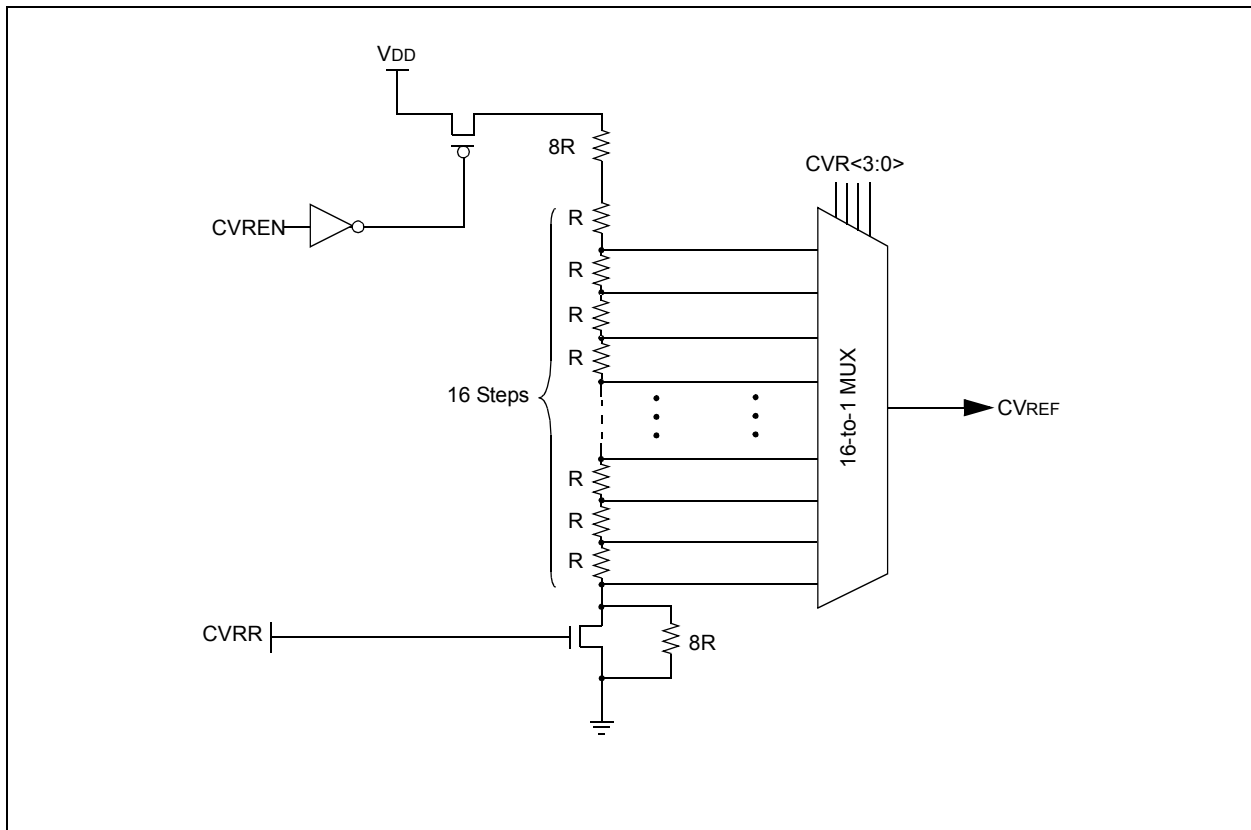 VDD
8R
CVR<3:0>
CVREN
R
R
R
R
16 Steps
16-to-1 MUX
CVREF
R
R
R
CVRR
8R